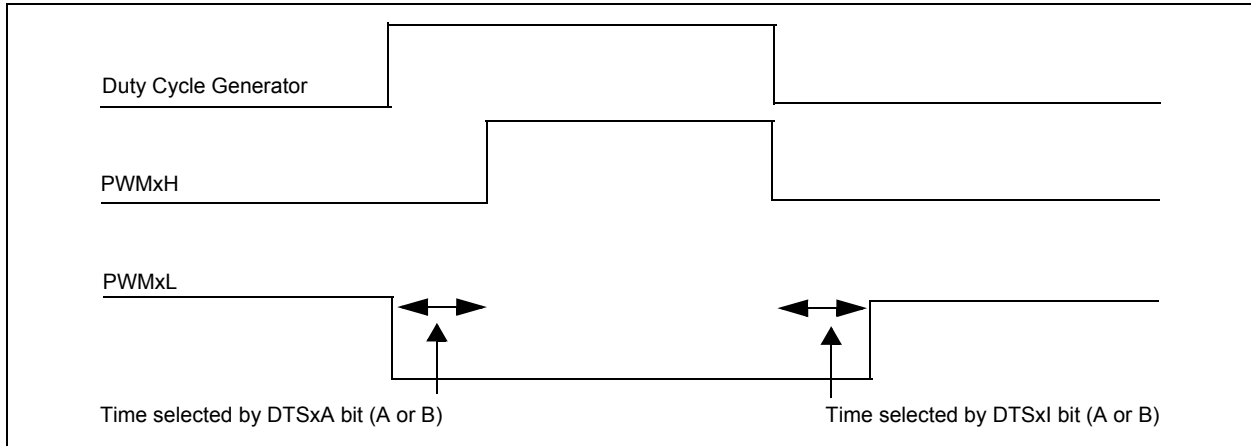 Duty Cycle Generator
PWMxH
PWMxL
Time selected by DTSxA bit (A or B)
Time selected by DTSxI bit (A or B)